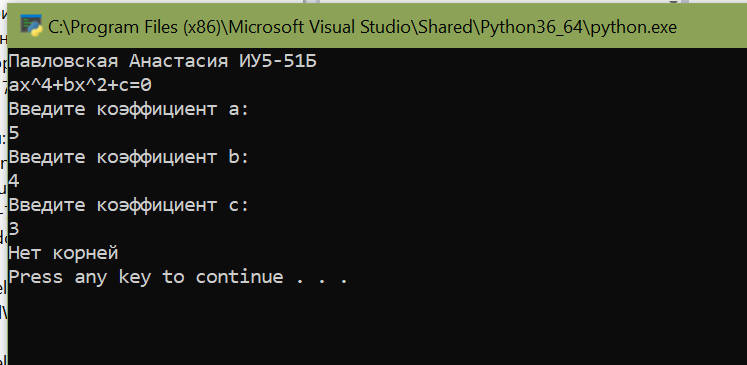 C:\Program Files (x86)\Microsoft Visual Studio\Shared\Python36_64\python.exe
Павловская Анастасия ИУ5-51Б
ax^4+bx^2+c=0
Введите коэффициент a:
5
Введите коэффициент b:
4
Введите коэффициент c:
3
Нет корней
Press any key to continue . . .